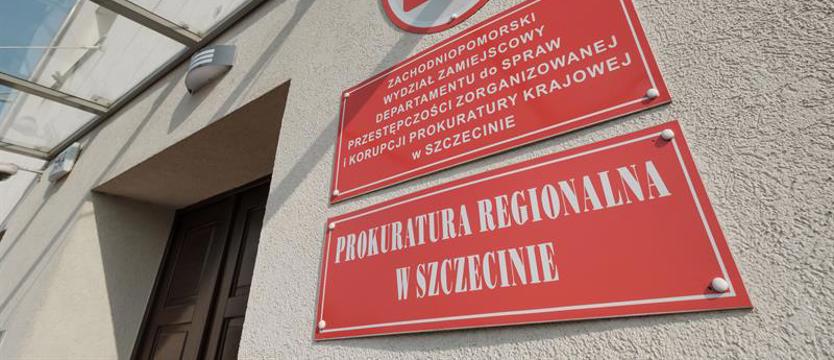 ZACHODNIOPOMORSKI
WYDZIAŁ ZAMIEJSCOWY
DEPARTAMENTU do SPRAW
PRZESTĘPCZOŚCI ZORGANIZOWANEJ
i KORUPCJI PROKURATURY KRAJOWEJ
w SZCZECINIE
PROKURATURA REGIONALNA
W SZCZECINIE